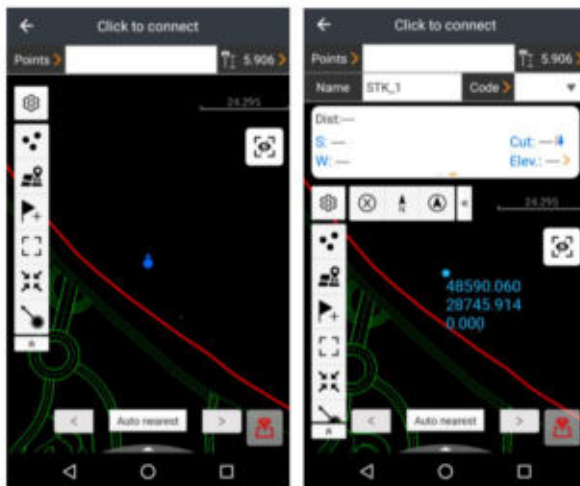 Click to connect
Points > 5.906 >
24.295
< Auto nearest >
Click to connect
Points > 5.906 >
Name STK_1 Code >
Dist:---
S: --- Cut: ---
W: --- Elev.: --- >
N
24.295
48590.060
28745.914
0.000
< Auto nearest >